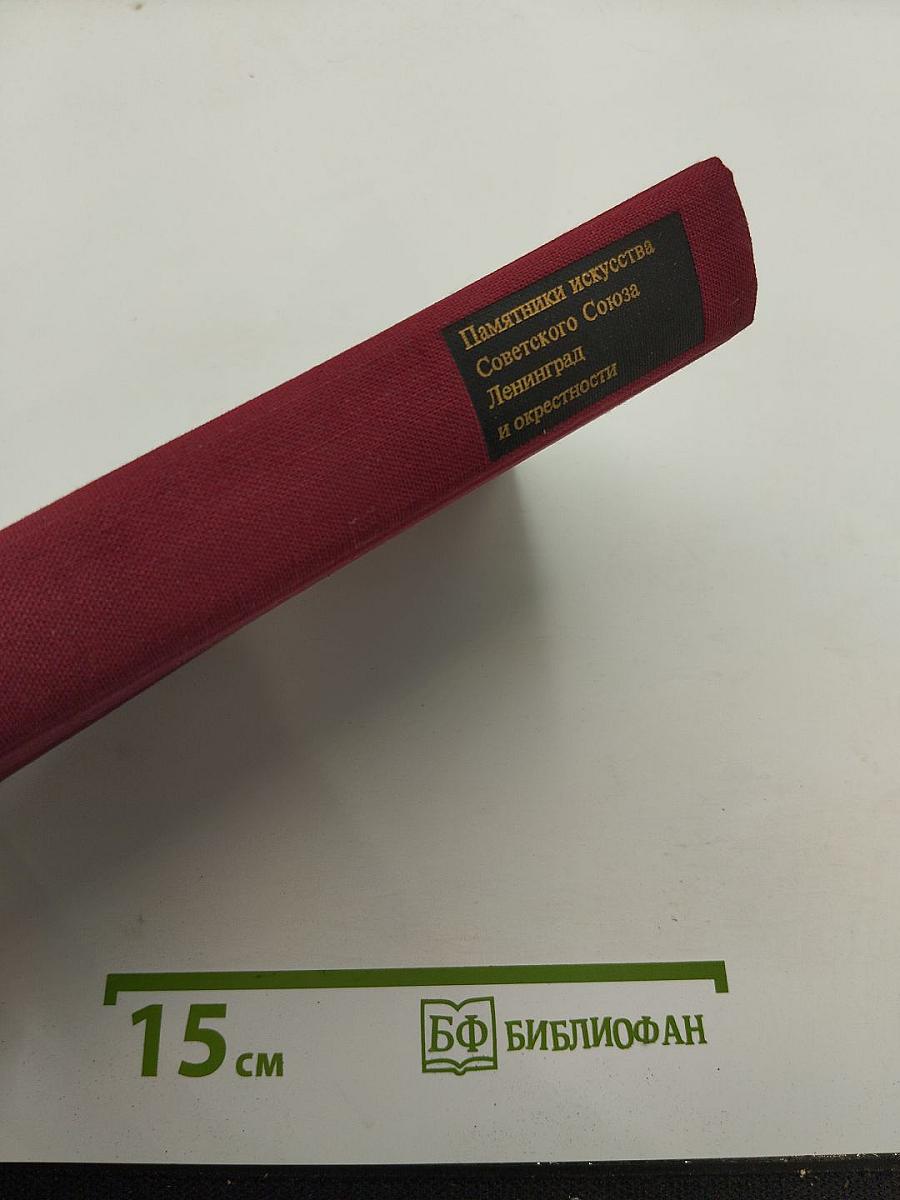 Памятники искусства
Советского Союза
Ленинград
и окрестности
15 см
БФ БИБЛИОФАН